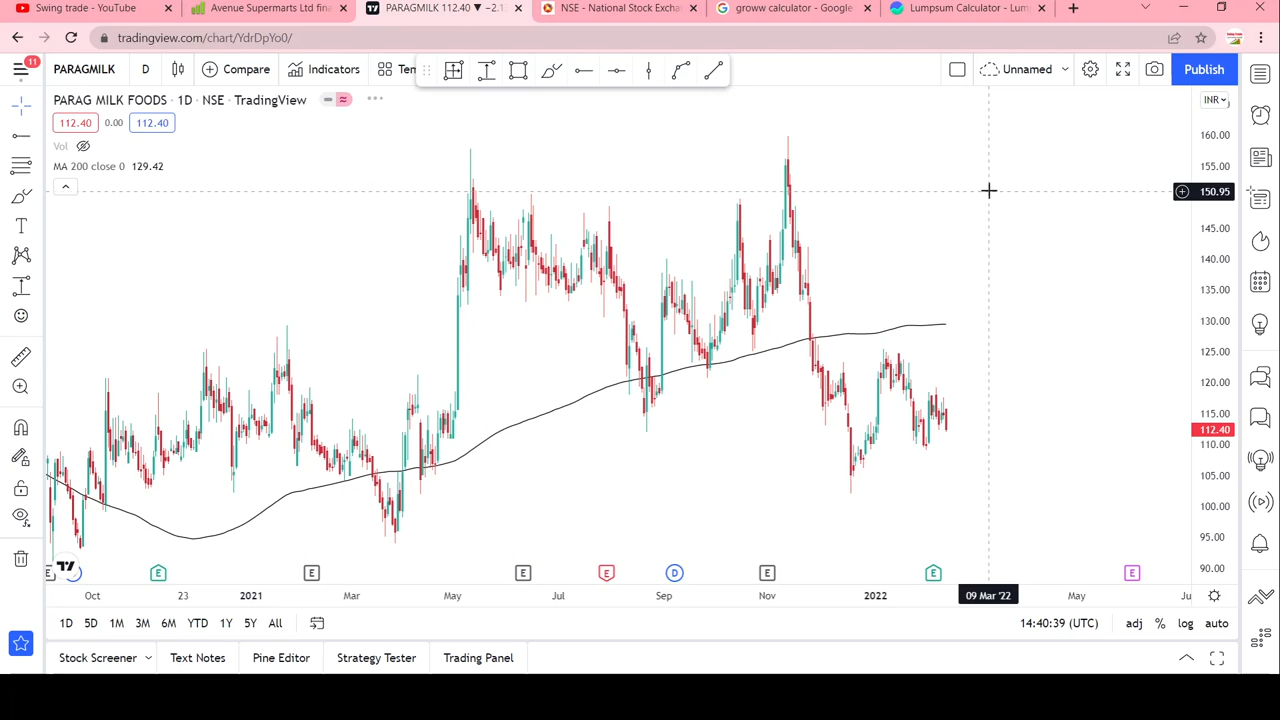 Swing trade - YouTube
Avenue Supermarts Ltd fina
PARAGMILK 112.40 ▼ −2.1
NSE - National Stock Exchan
groww calculator - Google
Lumpsum Calculator - Lum
tradingview.com/chart/YdrDpYo0/
11
PARAGMILK
D
Compare
Indicators
Tem
Unnamed
Publish
PARAG MILK FOODS · 1D · NSE · TradingView
INR
112.40
0.00
112.40
Vol
MA 200 close 0 129.42
160.00
155.00
150.95
145.00
140.00
135.00
130.00
125.00
120.00
115.00
112.40
110.00
105.00
100.00
95.00
90.00
E
E
E
E
E
D
E
E
E
Oct
23
2021
Mar
May
Jul
Sep
Nov
2022
09 Mar '22
May
Ju
1D
5D
1M
3M
6M
YTD
1Y
5Y
All
14:40:39 (UTC)
adj
%
log
auto
Stock Screener
Text Notes
Pine Editor
Strategy Tester
Trading Panel